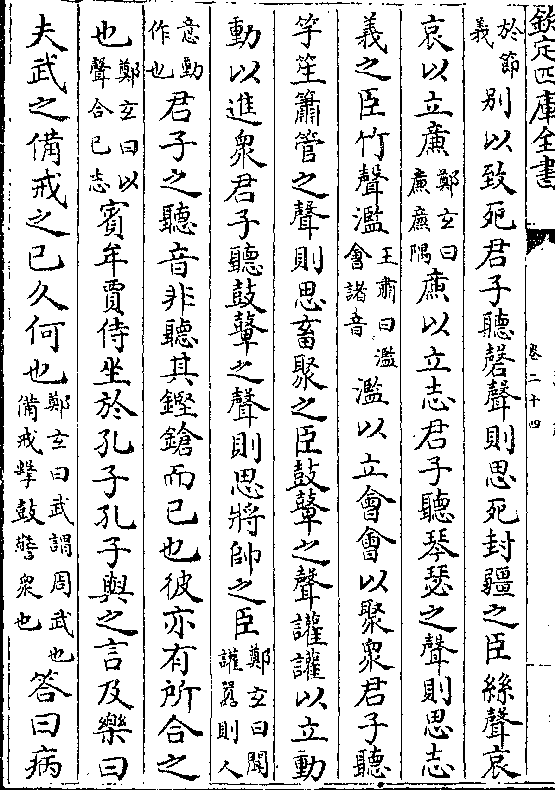 欽定四庫全書
卷二十四
於節義別以致死君子聽磬聲則思死封疆之臣絲聲哀
哀以立廉鄭玄曰廉廉隅廉以立志君子聽琴瑟之聲則思志
義之臣竹聲濫王肅曰濫會諸音濫以立會會以聚眾君子聽
竽笙簫管之聲則思畜聚之臣鼓鼙之聲讙讙以立動
動以進衆君子聽鼓鼙之聲則思將帥之臣鄭玄曰聞讙嚣則人
意動作也君子之聽音非聽其鏗鎗而已也彼亦有所合之
也鄭玄曰以聲合已志賓牟賈侍坐於孔子孔子與之言及樂曰
夫武之備戒之已久何也鄭玄曰武謂周武也備戒擊鼓警衆也答曰病